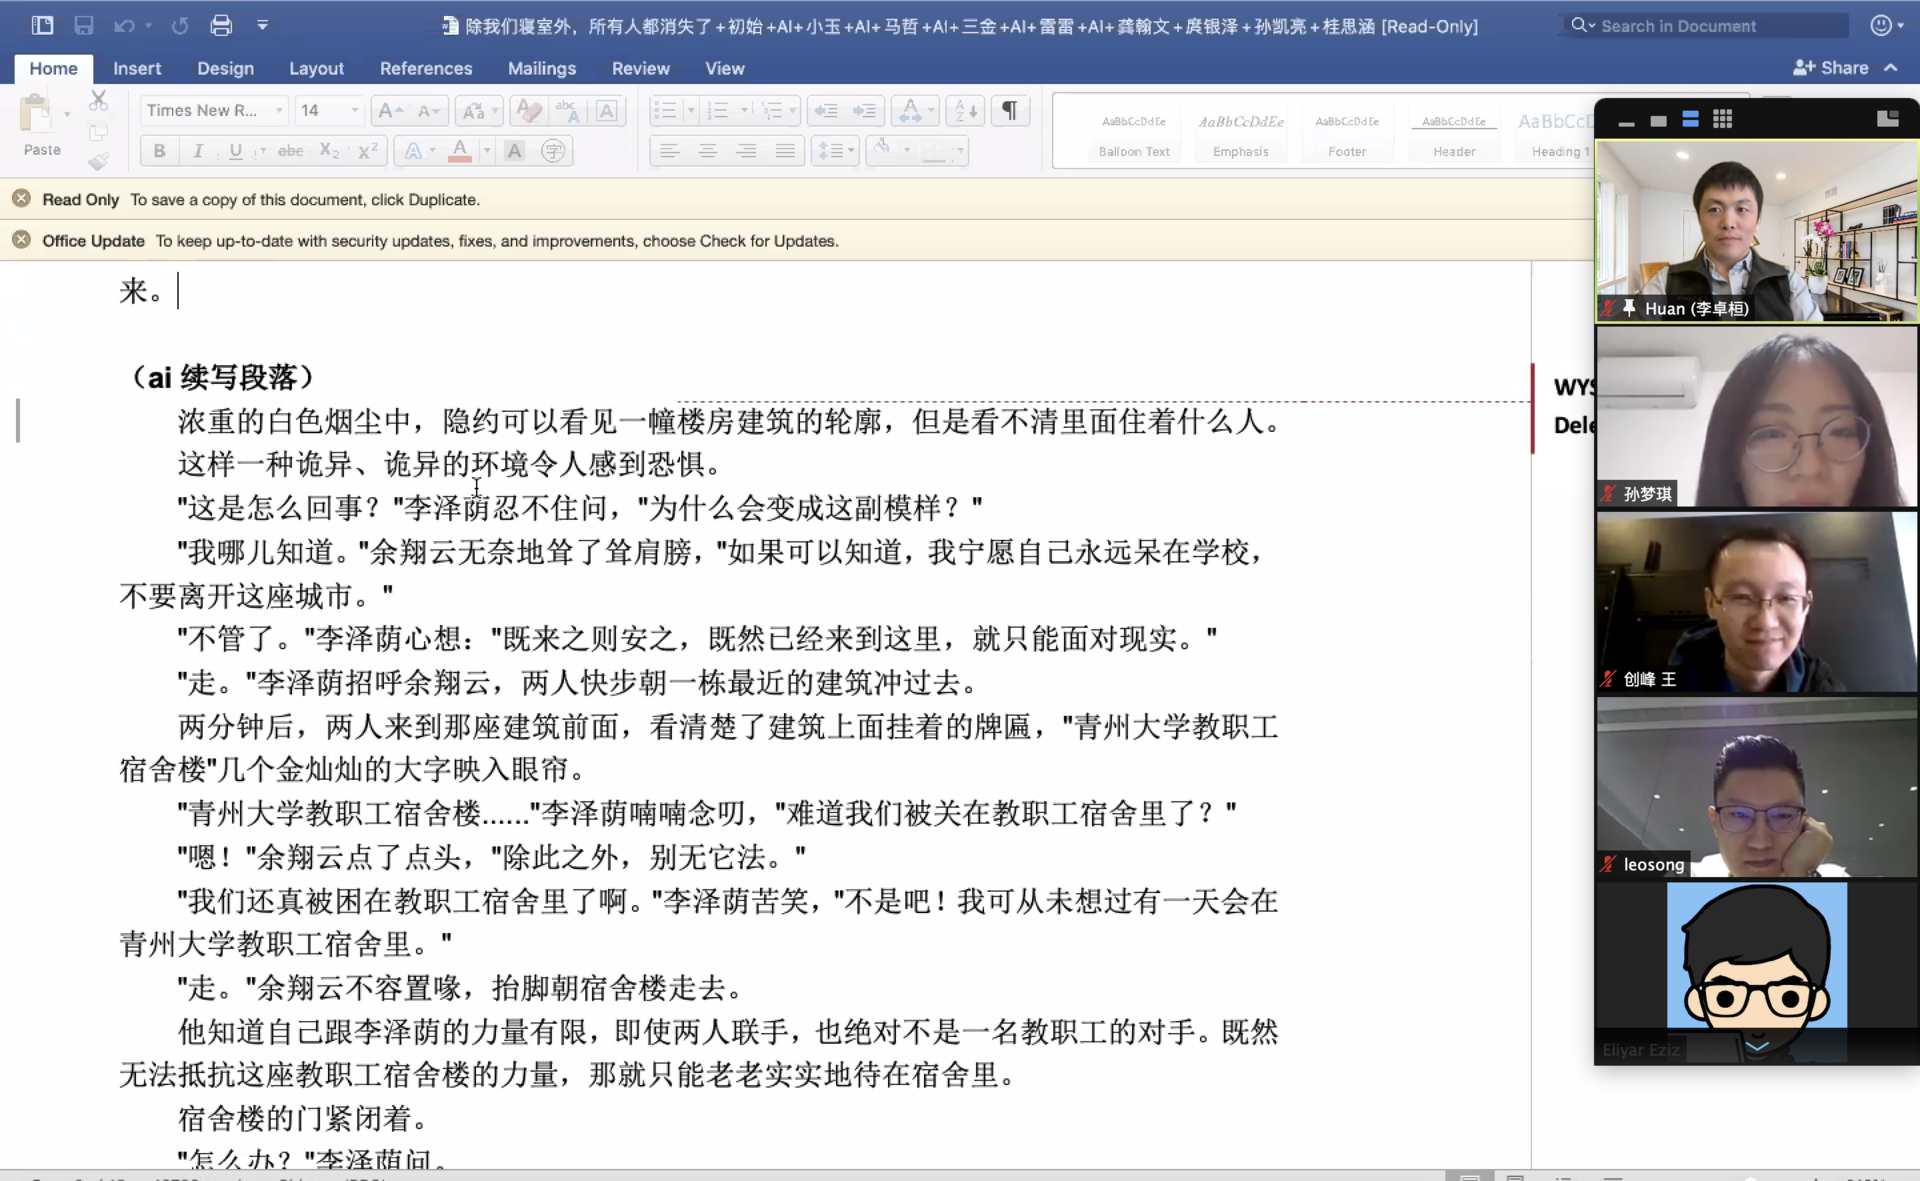 除我们寝室外，所有人都消失了+初始+AI+小玉+AI+马哲+AI+三金+AI+雷雷+AI+龚翰文+庹银泽+孙凯亮+桂思涵 [Read-Only]
Search in Document
Home Insert Design Layout References Mailings Review View
Share
Paste
Times New R... 14
AaBbCcDdEe AaBbCcDdEe AaBbCcDdEe AaBbCcDdEe AaBbCcD
Balloon Text Emphasis Footer Header Heading 1
Read Only To save a copy of this document, click Duplicate.
Office Update To keep up-to-date with security updates, fixes, and improvements, choose Check for Updates.
来。
（ai 续写段落）
浓重的白色烟尘中，隐约可以看见一幢楼房建筑的轮廓，但是看不清里面住着什么人。
这样一种诡异、诡异的环境令人感到恐惧。
"这是怎么回事？"李泽荫忍不住问，"为什么会变成这副模样？"
"我哪儿知道。"余翔云无奈地耸了耸肩膀，"如果可以知道，我宁愿自己永远呆在学校，
不要离开这座城市。"
"不管了。"李泽荫心想："既来之则安之，既然已经来到这里，就只能面对现实。"
"走。"李泽荫招呼余翔云，两人快步朝一栋最近的建筑冲过去。
两分钟后，两人来到那座建筑前面，看清楚了建筑上面挂着的牌匾，"青州大学教职工
宿舍楼"几个金灿灿的大字映入眼帘。
"青州大学教职工宿舍楼......"李泽荫喃喃念叨，"难道我们被关在教职工宿舍里了？"
"嗯！"余翔云点了点头，"除此之外，别无它法。"
"我们还真被困在教职工宿舍里了啊。"李泽荫苦笑，"不是吧！我可从未想过有一天会在
青州大学教职工宿舍里。"
"走。"余翔云不容置喙，抬脚朝宿舍楼走去。
他知道自己跟李泽荫的力量有限，即使两人联手，也绝对不是一名教职工的对手。既然
无法抵抗这座教职工宿舍楼的力量，那就只能老老实实地待在宿舍里。
宿舍楼的门紧闭着。
"怎么办？"李泽荫问。
WYS
Dele
Huan (李卓桓)
孙梦琪
创峰 王
leosong
Eliyar Eziz